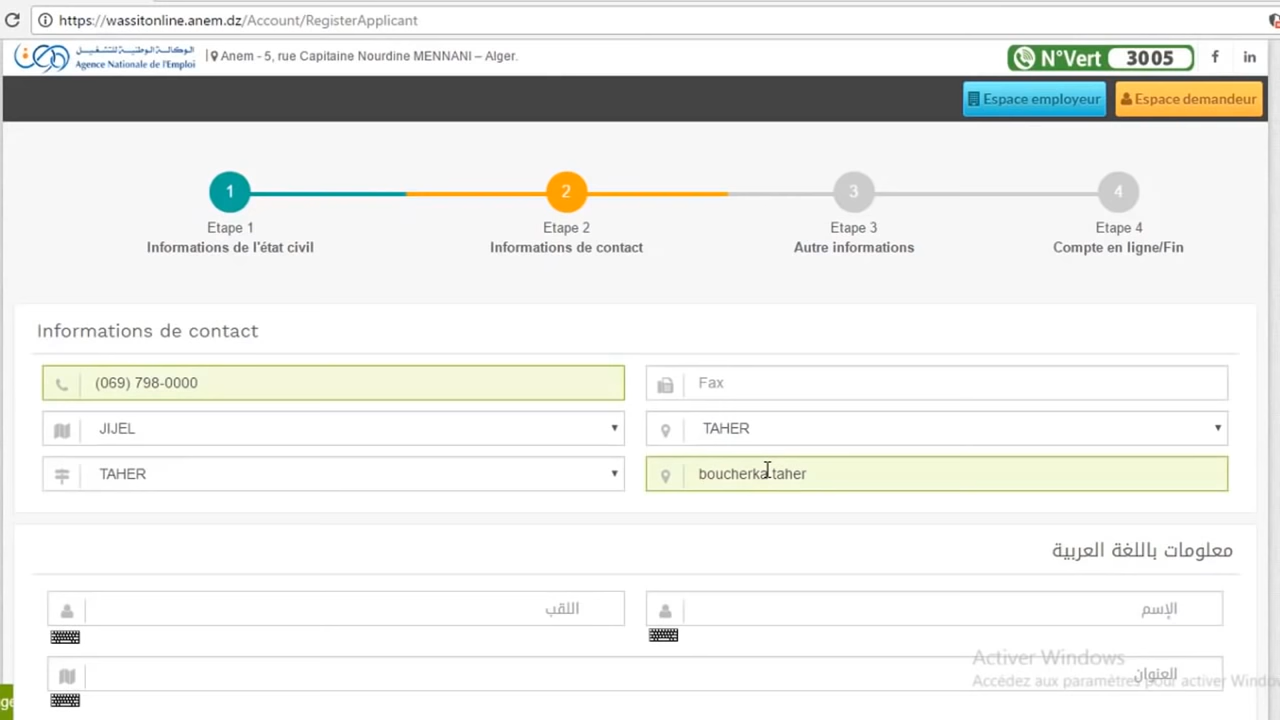 https://wassitonline.anem.dz/Account/RegisterApplicant
الوكالة الوطنية للتشغيل
Agence Nationale de l'Emploi
Anem - 5, rue Capitaine Nourdine MENNANI – Alger.
N°Vert 3005
f in
Espace employeur
Espace demandeur
1 2 3 4
Etape 1 Etape 2 Etape 3 Etape 4
Informations de l'état civil Informations de contact Autre informations Compte en ligne/Fin
Informations de contact
(069) 798-0000 Fax
JIJEL TAHER
TAHER boucherka taher
معلومات باللغة العربية
اللقب الإسم
Activer Windows
العنوان
Accédez aux paramètres pour activer Windo
ge